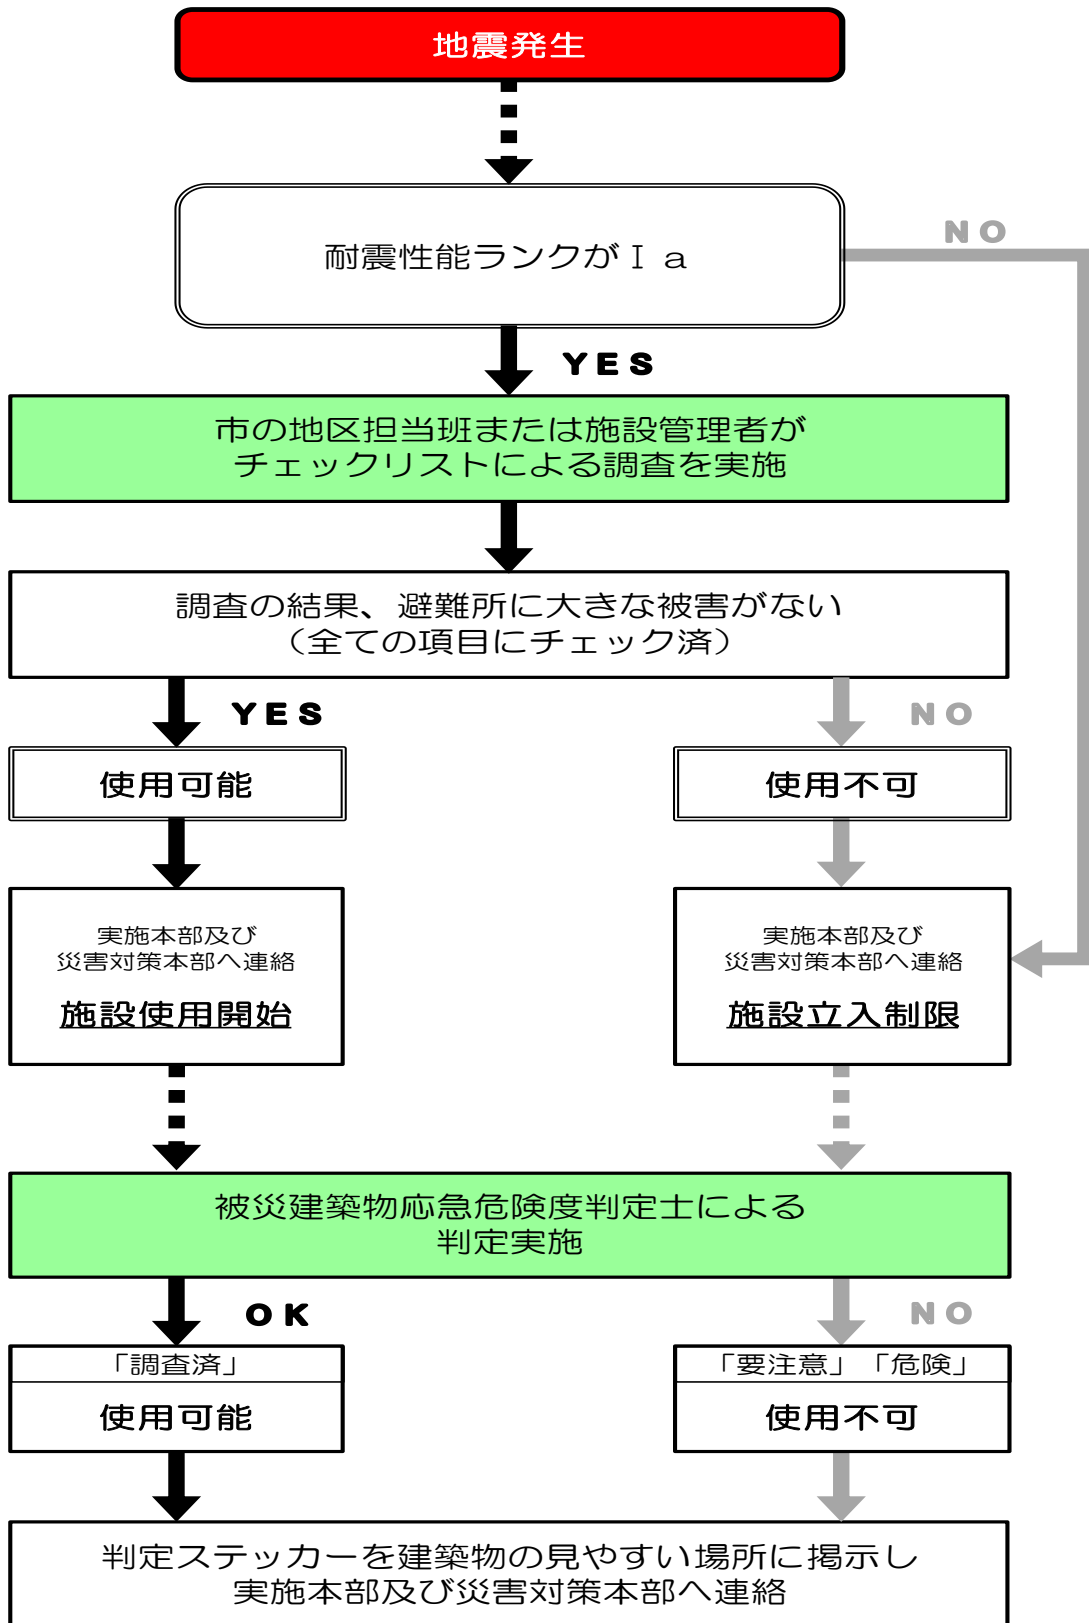 地震発生
耐震性能ランクがⅠａ
ＮＯ
ＹＥＳ
市の地区担当班または施設管理者が
チェックリストによる調査を実施
調査の結果、避難所に大きな被害がない
（全ての項目にチェック済）
ＹＥＳ
ＮＯ
使用可能
使用不可
実施本部及び
災害対策本部へ連絡
施設使用開始
実施本部及び
災害対策本部へ連絡
施設立入制限
被災建築物応急危険度判定士による
判定実施
ＯＫ
ＮＯ
「調査済」
使用可能
「要注意」「危険」
使用不可
判定ステッカーを建築物の見やすい場所に掲示し
実施本部及び災害対策本部へ連絡